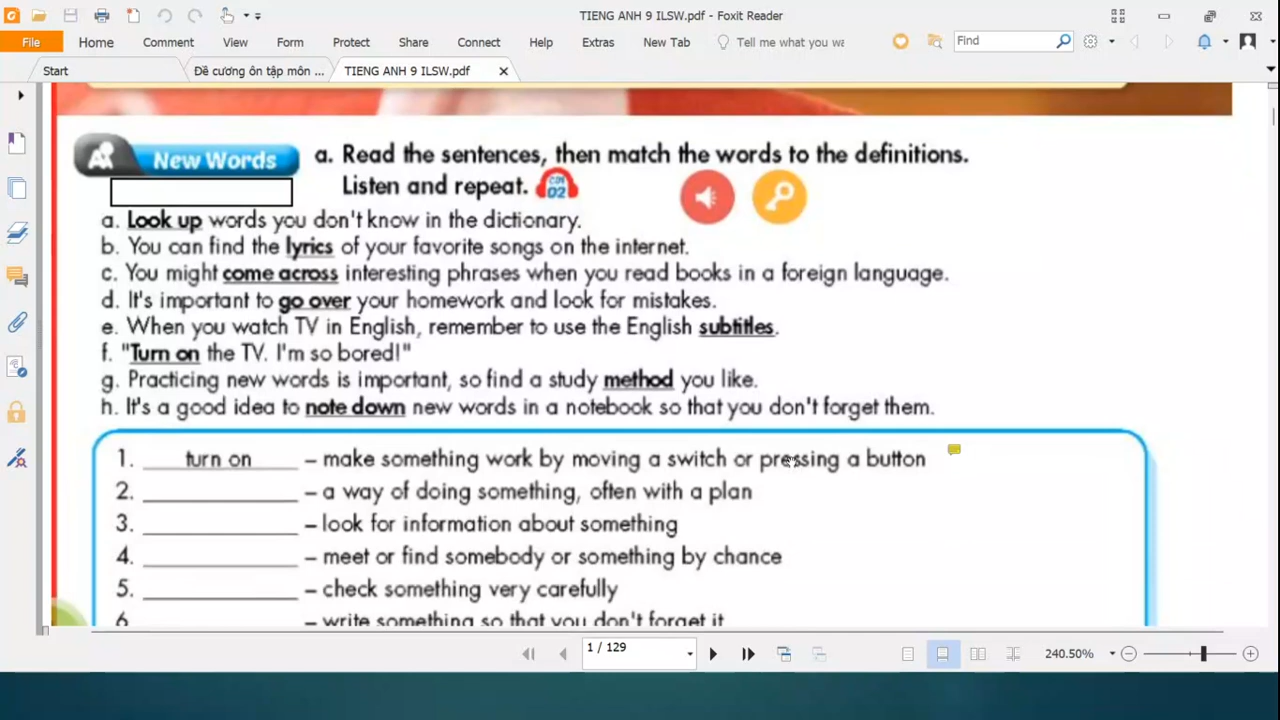 TIENG ANH 9 ILSW.pdf - Foxit Reader
File Home Comment View Form Protect Share Connect Help Extras New Tab Tell me what you wa Find
Start Đề cương ôn tập môn ... TIENG ANH 9 ILSW.pdf
New Words a. Read the sentences, then match the words to the definitions.
Listen and repeat. CD1 02
a. Look up words you don't know in the dictionary.
b. You can find the lyrics of your favorite songs on the internet.
c. You might come across interesting phrases when you read books in a foreign language.
d. It's important to go over your homework and look for mistakes.
e. When you watch TV in English, remember to use the English subtitles.
f. "Turn on the TV. I'm so bored!"
g. Practicing new words is important, so find a study method you like.
h. It's a good idea to note down new words in a notebook so that you don't forget them.
1. turn on – make something work by moving a switch or pressing a button
2. – a way of doing something, often with a plan
3. – look for information about something
4. – meet or find somebody or something by chance
5. – check something very carefully
6 – write something so that you don't forget it
1 / 129 240.50%